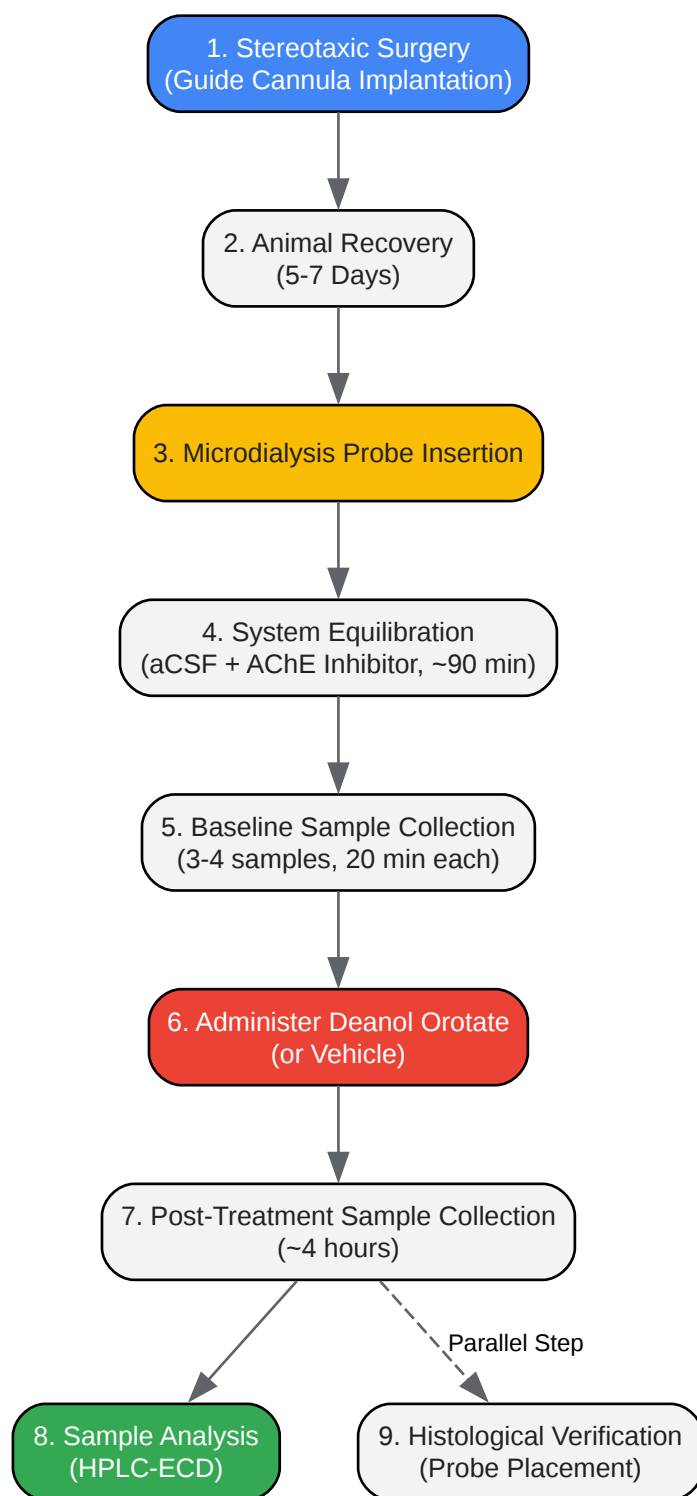 1. Stereotaxic Surgery
(Guide Cannula Implantation)
2. Animal Recovery
(5-7 Days)
3. Microdialysis Probe Insertion
4. System Equilibration
(aCSF + AChE Inhibitor, ~90 min)
5. Baseline Sample Collection
(3-4 samples, 20 min each)
6. Administer Deanol Orotate
(or Vehicle)
7. Post-Treatment Sample Collection
(~4 hours)
Parallel Step
8. Sample Analysis
(HPLC-ECD)
9. Histological Verification
(Probe Placement)